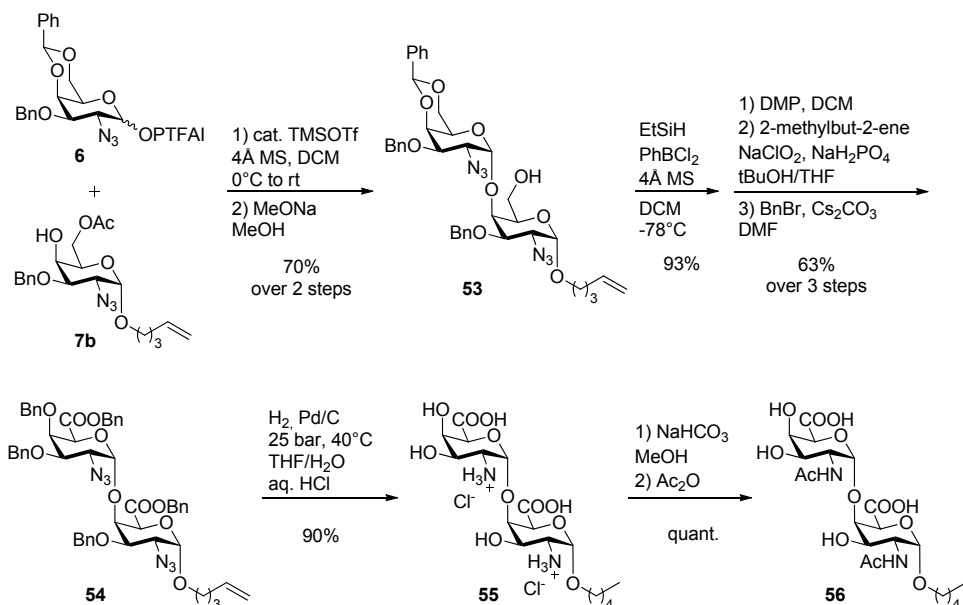 Ph
O
O
O
BnO
N3
OPTFAI
6
+
OAc
HO
O
BnO
N3
O
( )3
7b
1) cat. TMSOTf
4Å MS, DCM
0°C to rt
2) MeONa
MeOH
70%
over 2 steps
Ph
O
O
O
BnO
N3
OH
O
O
BnO
N3
O
( )3
53
EtSiH
PhBCl2
4Å MS
DCM
-78°C
93%
1) DMP, DCM
2) 2-methylbut-2-ene
NaClO2, NaH2PO4
tBuOH/THF
3) BnBr, Cs2CO3
DMF
63%
over 3 steps
BnO
COOBn
O
BnO
N3
O
COOBn
O
BnO
N3
O
( )3
54
H2, Pd/C
25 bar, 40°C
THF/H2O
aq. HCl
90%
HO
COOH
O
HO
H3N
+
Cl-
O
COOH
O
HO
H3N
+
Cl-
O
( )4
55
1) NaHCO3
MeOH
2) Ac2O
quant.
HO
COOH
O
HO
AcHN
O
COOH
O
HO
AcHN
O
( )4
56